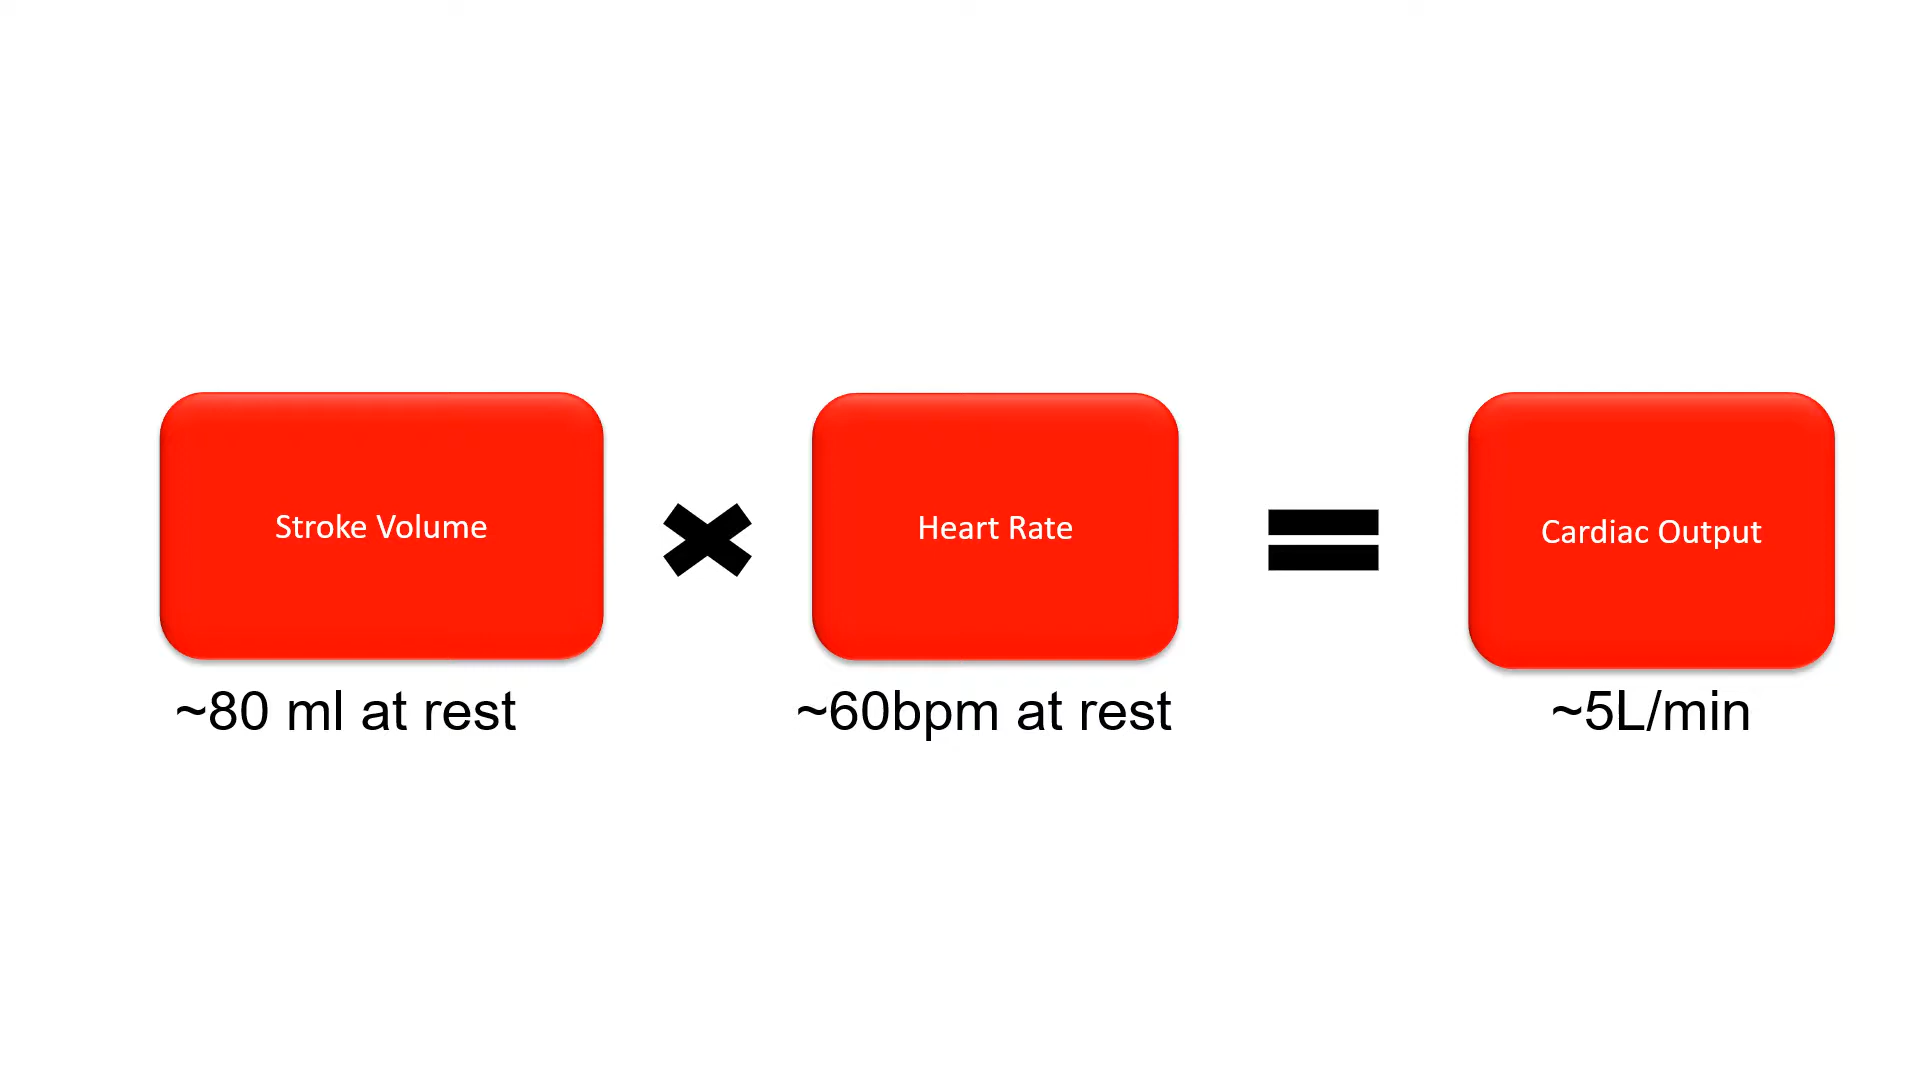 Stroke Volume
Heart Rate
Cardiac Output
~80 ml at rest
~60bpm at rest
~5L/min